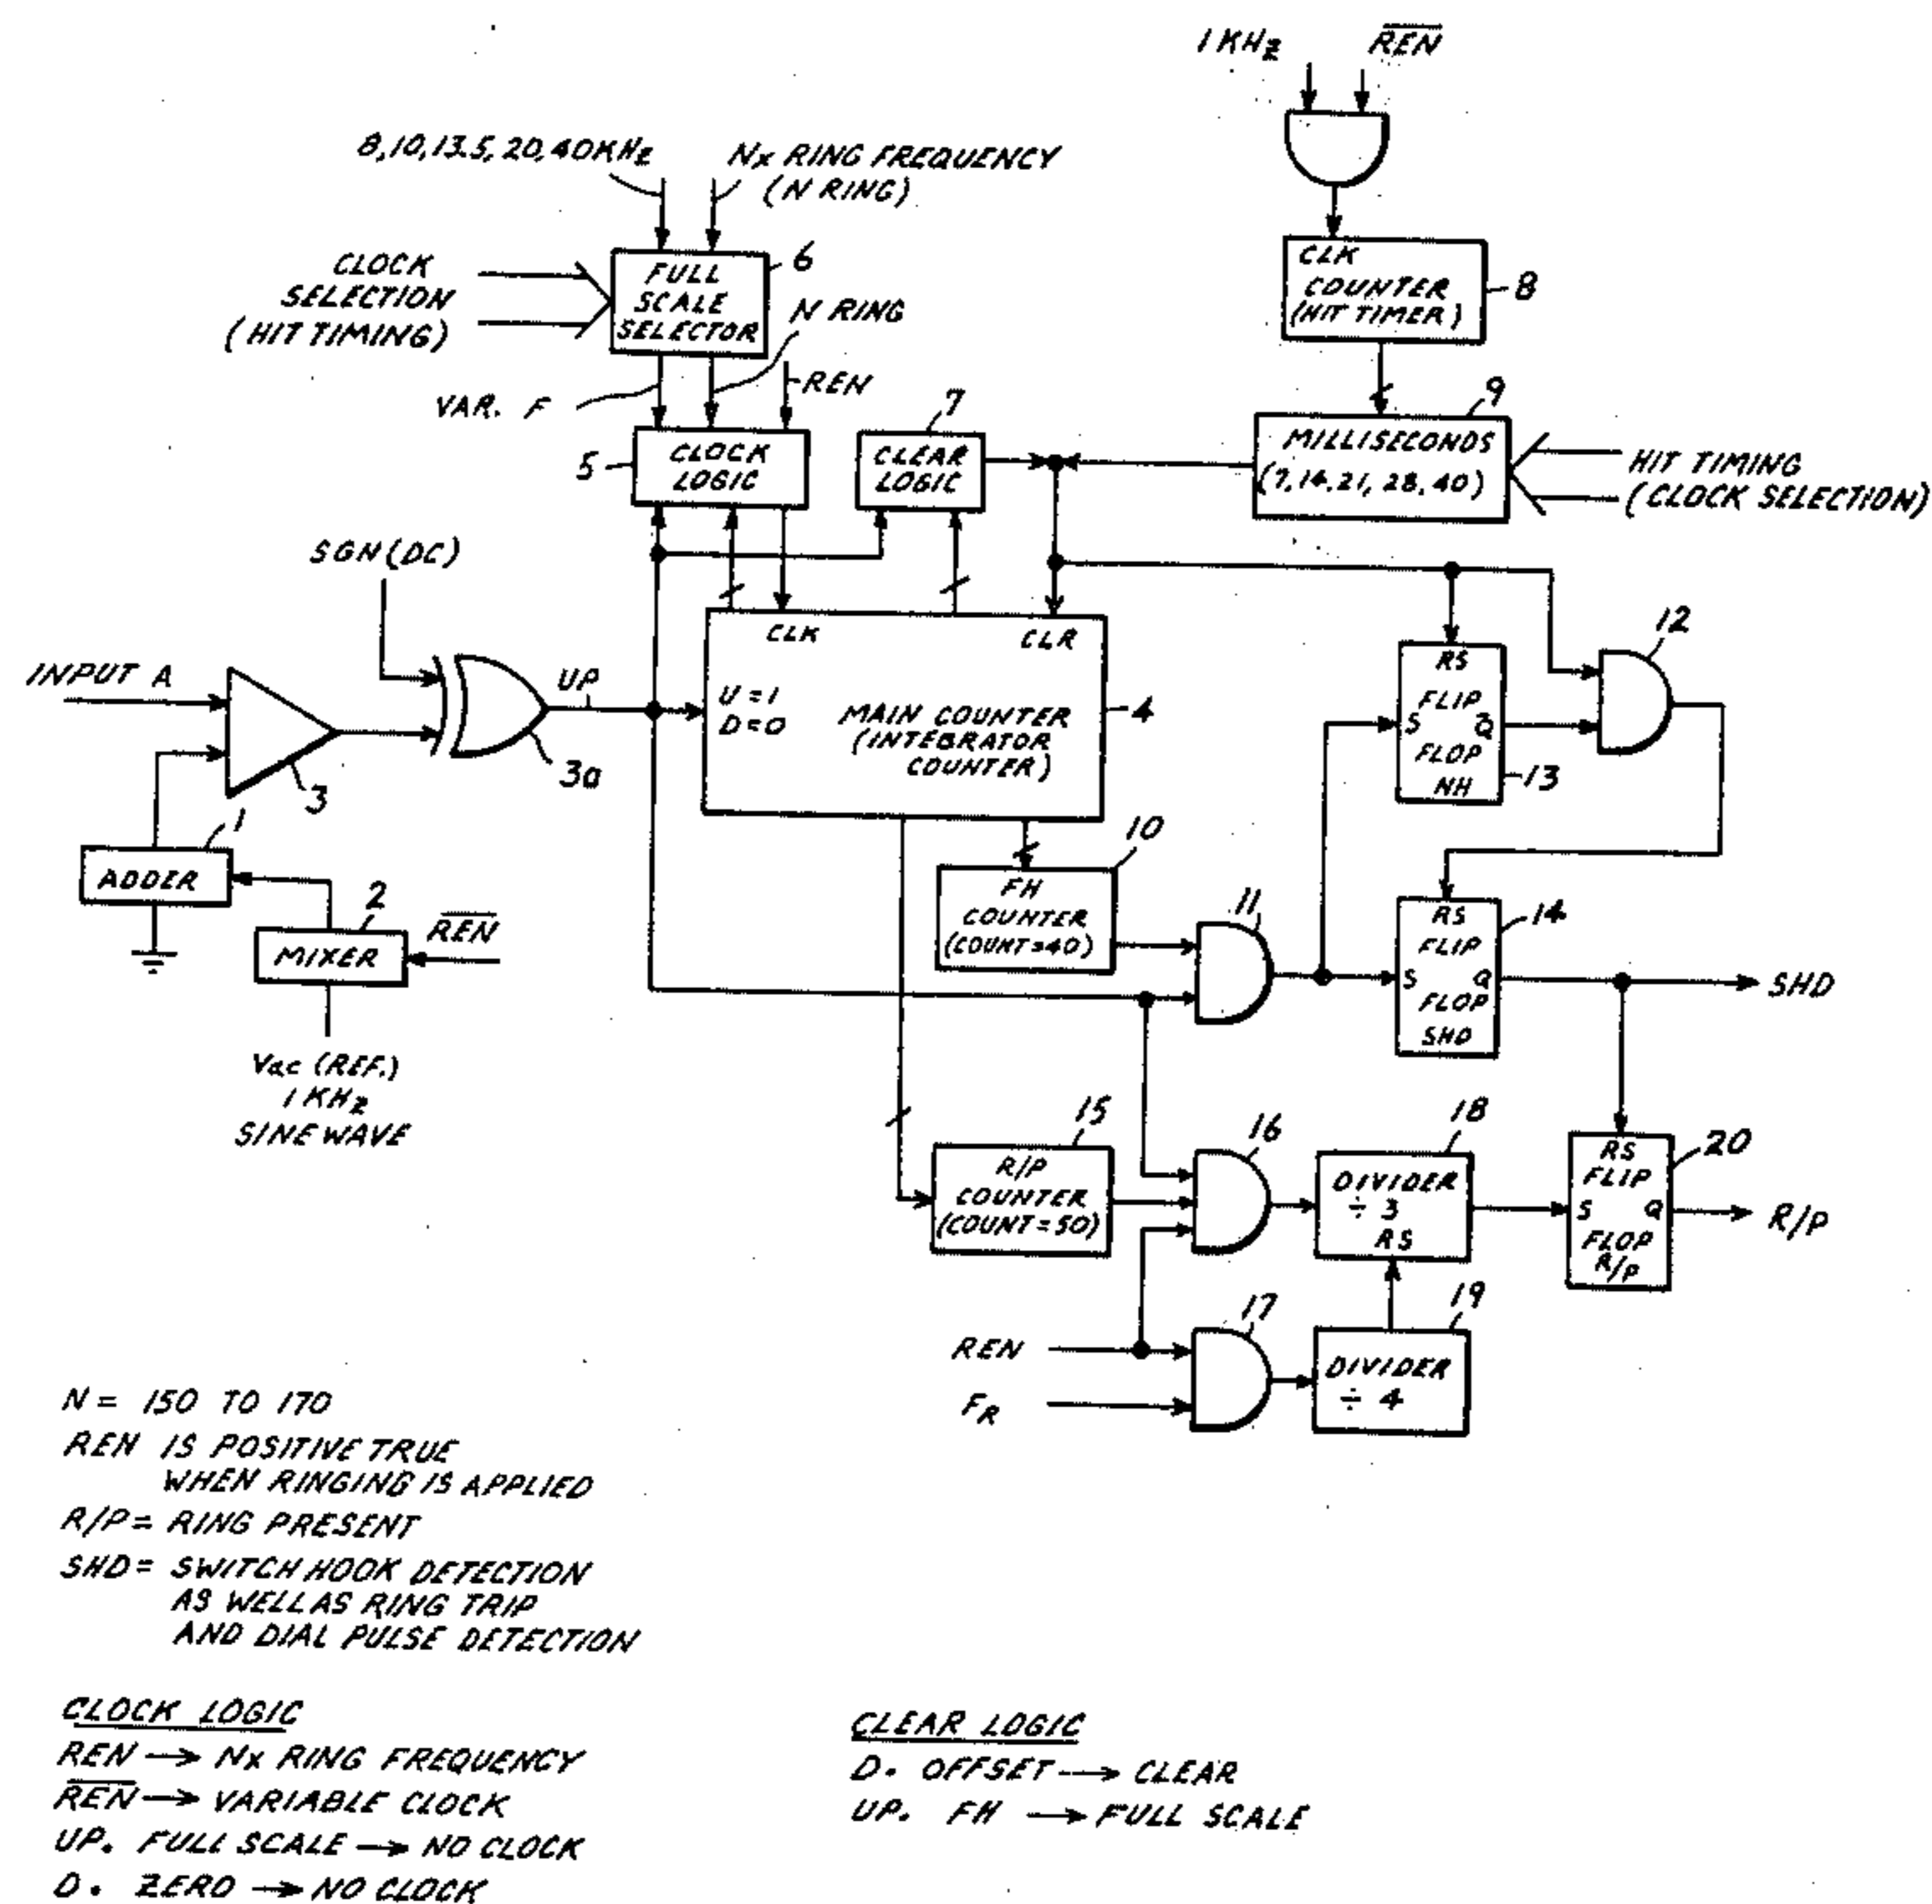 1 KHz
REN
8, 10, 13.5, 20, 40KHz
Nx RING FREQUENCY
(N RING)
CLOCK
SELECTION
(HIT TIMING)
FULL
SCALE
SELECTOR
6
N RING
CLK
COUNTER
(HIT TIMER)
8
VAR. F
REN
5
CLOCK
LOGIC
7
CLEAR
LOGIC
9
MILLISECONDS
(7, 14, 21, 28, 40)
HIT TIMING
(CLOCK SELECTION)
SGN (DC)
INPUT A
3
3a
UP
CLK
CLR
U = 1
D = 0
MAIN COUNTER
(INTEGRATOR
COUNTER)
4
RS
FLIP
S Q
FLOP
NH
13
12
ADDER
1
MIXER
2
REN
Vac (REF.)
1 KHz
SINE WAVE
FH
COUNTER
(COUNT = 40)
10
11
RS
FLIP
S Q
FLOP
SHD
14
SHD
R/P
COUNTER
(COUNT = 50)
15
16
DIVIDER
÷ 3
RS
18
RS
FLIP
S Q
FLOP
R/P
20
R/P
REN
FR
17
DIVIDER
÷ 4
19
N = 150 TO 170
REN IS POSITIVE TRUE
WHEN RINGING IS APPLIED
R/P = RING PRESENT
SHD = SWITCH HOOK DETECTION
AS WELL AS RING TRIP
AND DIAL PULSE DETECTION
CLOCK LOGIC
REN → Nx RING FREQUENCY
REN → VARIABLE CLOCK
UP. FULL SCALE → NO CLOCK
D. ZERO → NO CLOCK
CLEAR LOGIC
D. OFFSET → CLEAR
UP. FH → FULL SCALE